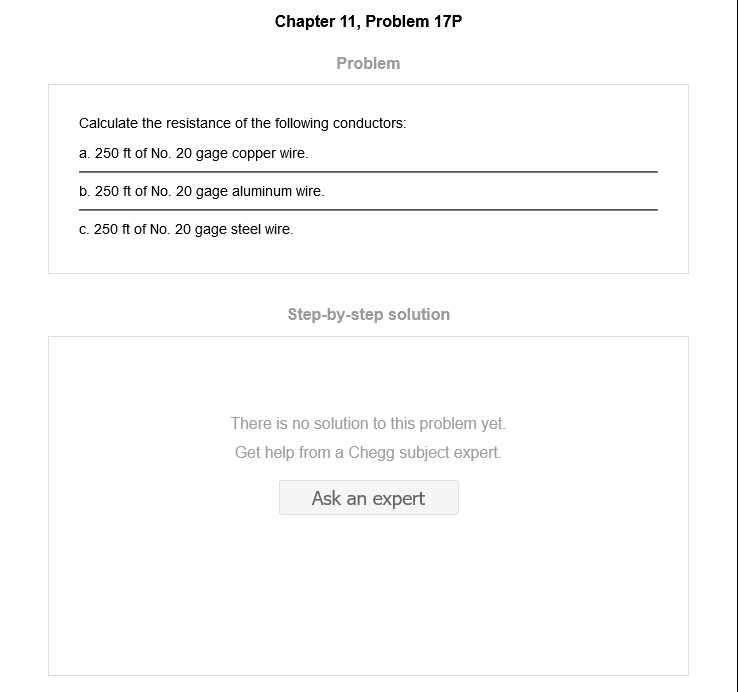 Chapter 11, Problem 17P
Problem
Calculate the resistance of the following conductors:
a. 250 ft of No. 20 gage copper wire.
b. 250 ft of No. 20 gage aluminum wire.
c. 250 ft of No. 20 gage steel wire.
Step-by-step solution
There is no solution to this problem yet.
Get help from a Chegg subject expert.
Ask an expert